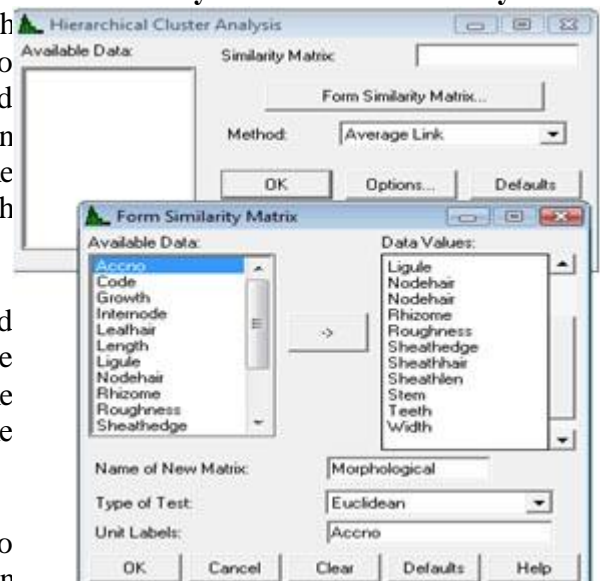 Hierarchical Cluster Analysis
Available Data:
Similarity Matrix:
Form Similarity Matrix...
Method:
Average Link
OK
Options...
Defaults
Form Similarity Matrix
Available Data:
Accno
Code
Growth
Internode
Leafhair
Length
Ligule
Nodehair
Rhizome
Roughness
Sheathedge
->
Data Values:
Ligule
Nodehair
Nodehair
Rhizome
Roughness
Sheathedge
Sheathhair
Sheathlen
Stem
Teeth
Width
Name of New Matrix:
Morphological
Type of Test:
Euclidean
Unit Labels:
Accno
OK
Cancel
Clear
Defaults
Help